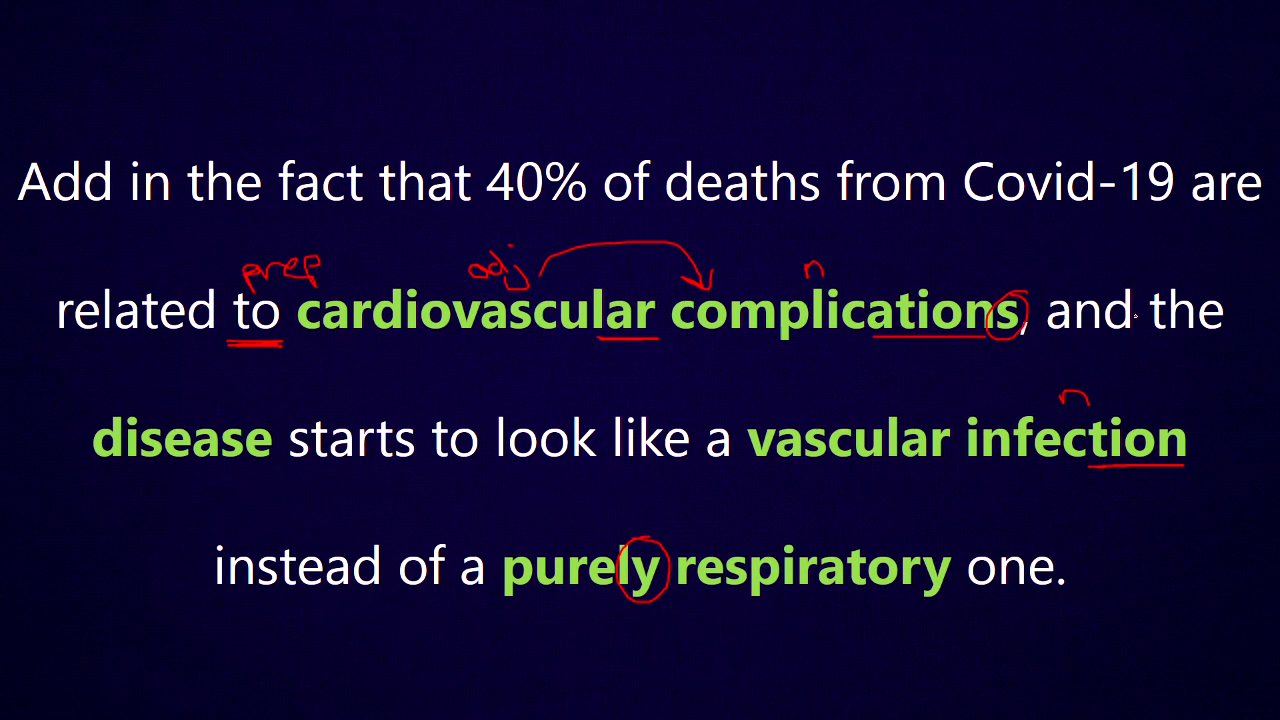 Add in the fact that 40% of deaths from Covid-19 are
prep adj n
related to cardiovascular complications, and the
n
disease starts to look like a vascular infection
instead of a purely respiratory one.